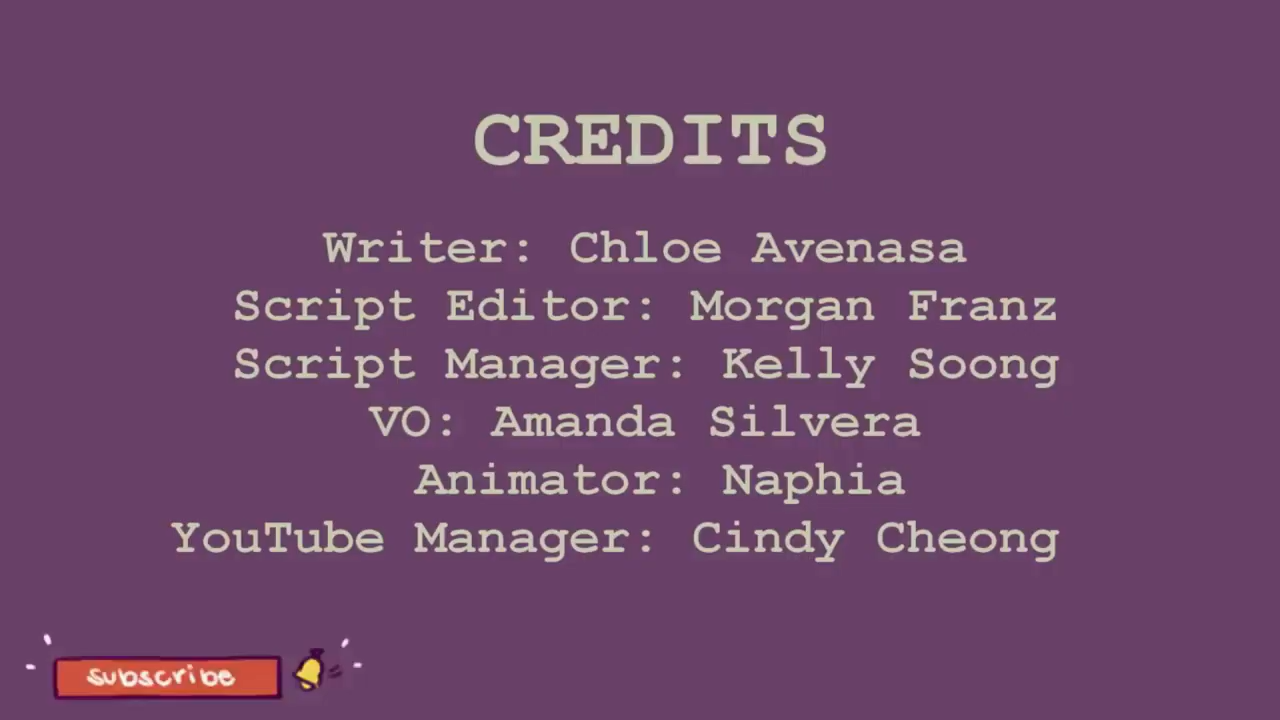 CREDITS
Writer: Chloe Avenasa
Script Editor: Morgan Franz
Script Manager: Kelly Soong
VO: Amanda Silvera
Animator: Naphia
YouTube Manager: Cindy Cheong
subscribe